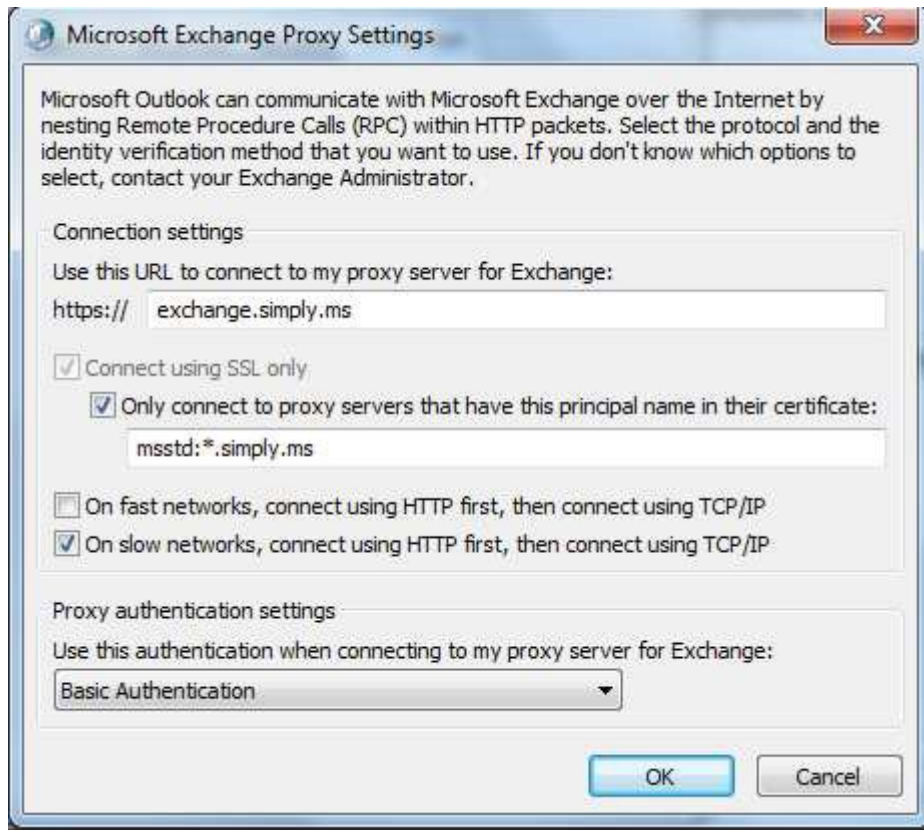 Microsoft Exchange Proxy Settings
Microsoft Outlook can communicate with Microsoft Exchange over the Internet by
nesting Remote Procedure Calls (RPC) within HTTP packets. Select the protocol and the
identity verification method that you want to use. If you don't know which options to
select, contact your Exchange Administrator.
Connection settings
Use this URL to connect to my proxy server for Exchange:
https:// exchange.simply.ms
Connect using SSL only
Only connect to proxy servers that have this principal name in their certificate:
msstd:*.simply.ms
On fast networks, connect using HTTP first, then connect using TCP/IP
On slow networks, connect using HTTP first, then connect using TCP/IP
Proxy authentication settings
Use this authentication when connecting to my proxy server for Exchange:
Basic Authentication
OK Cancel